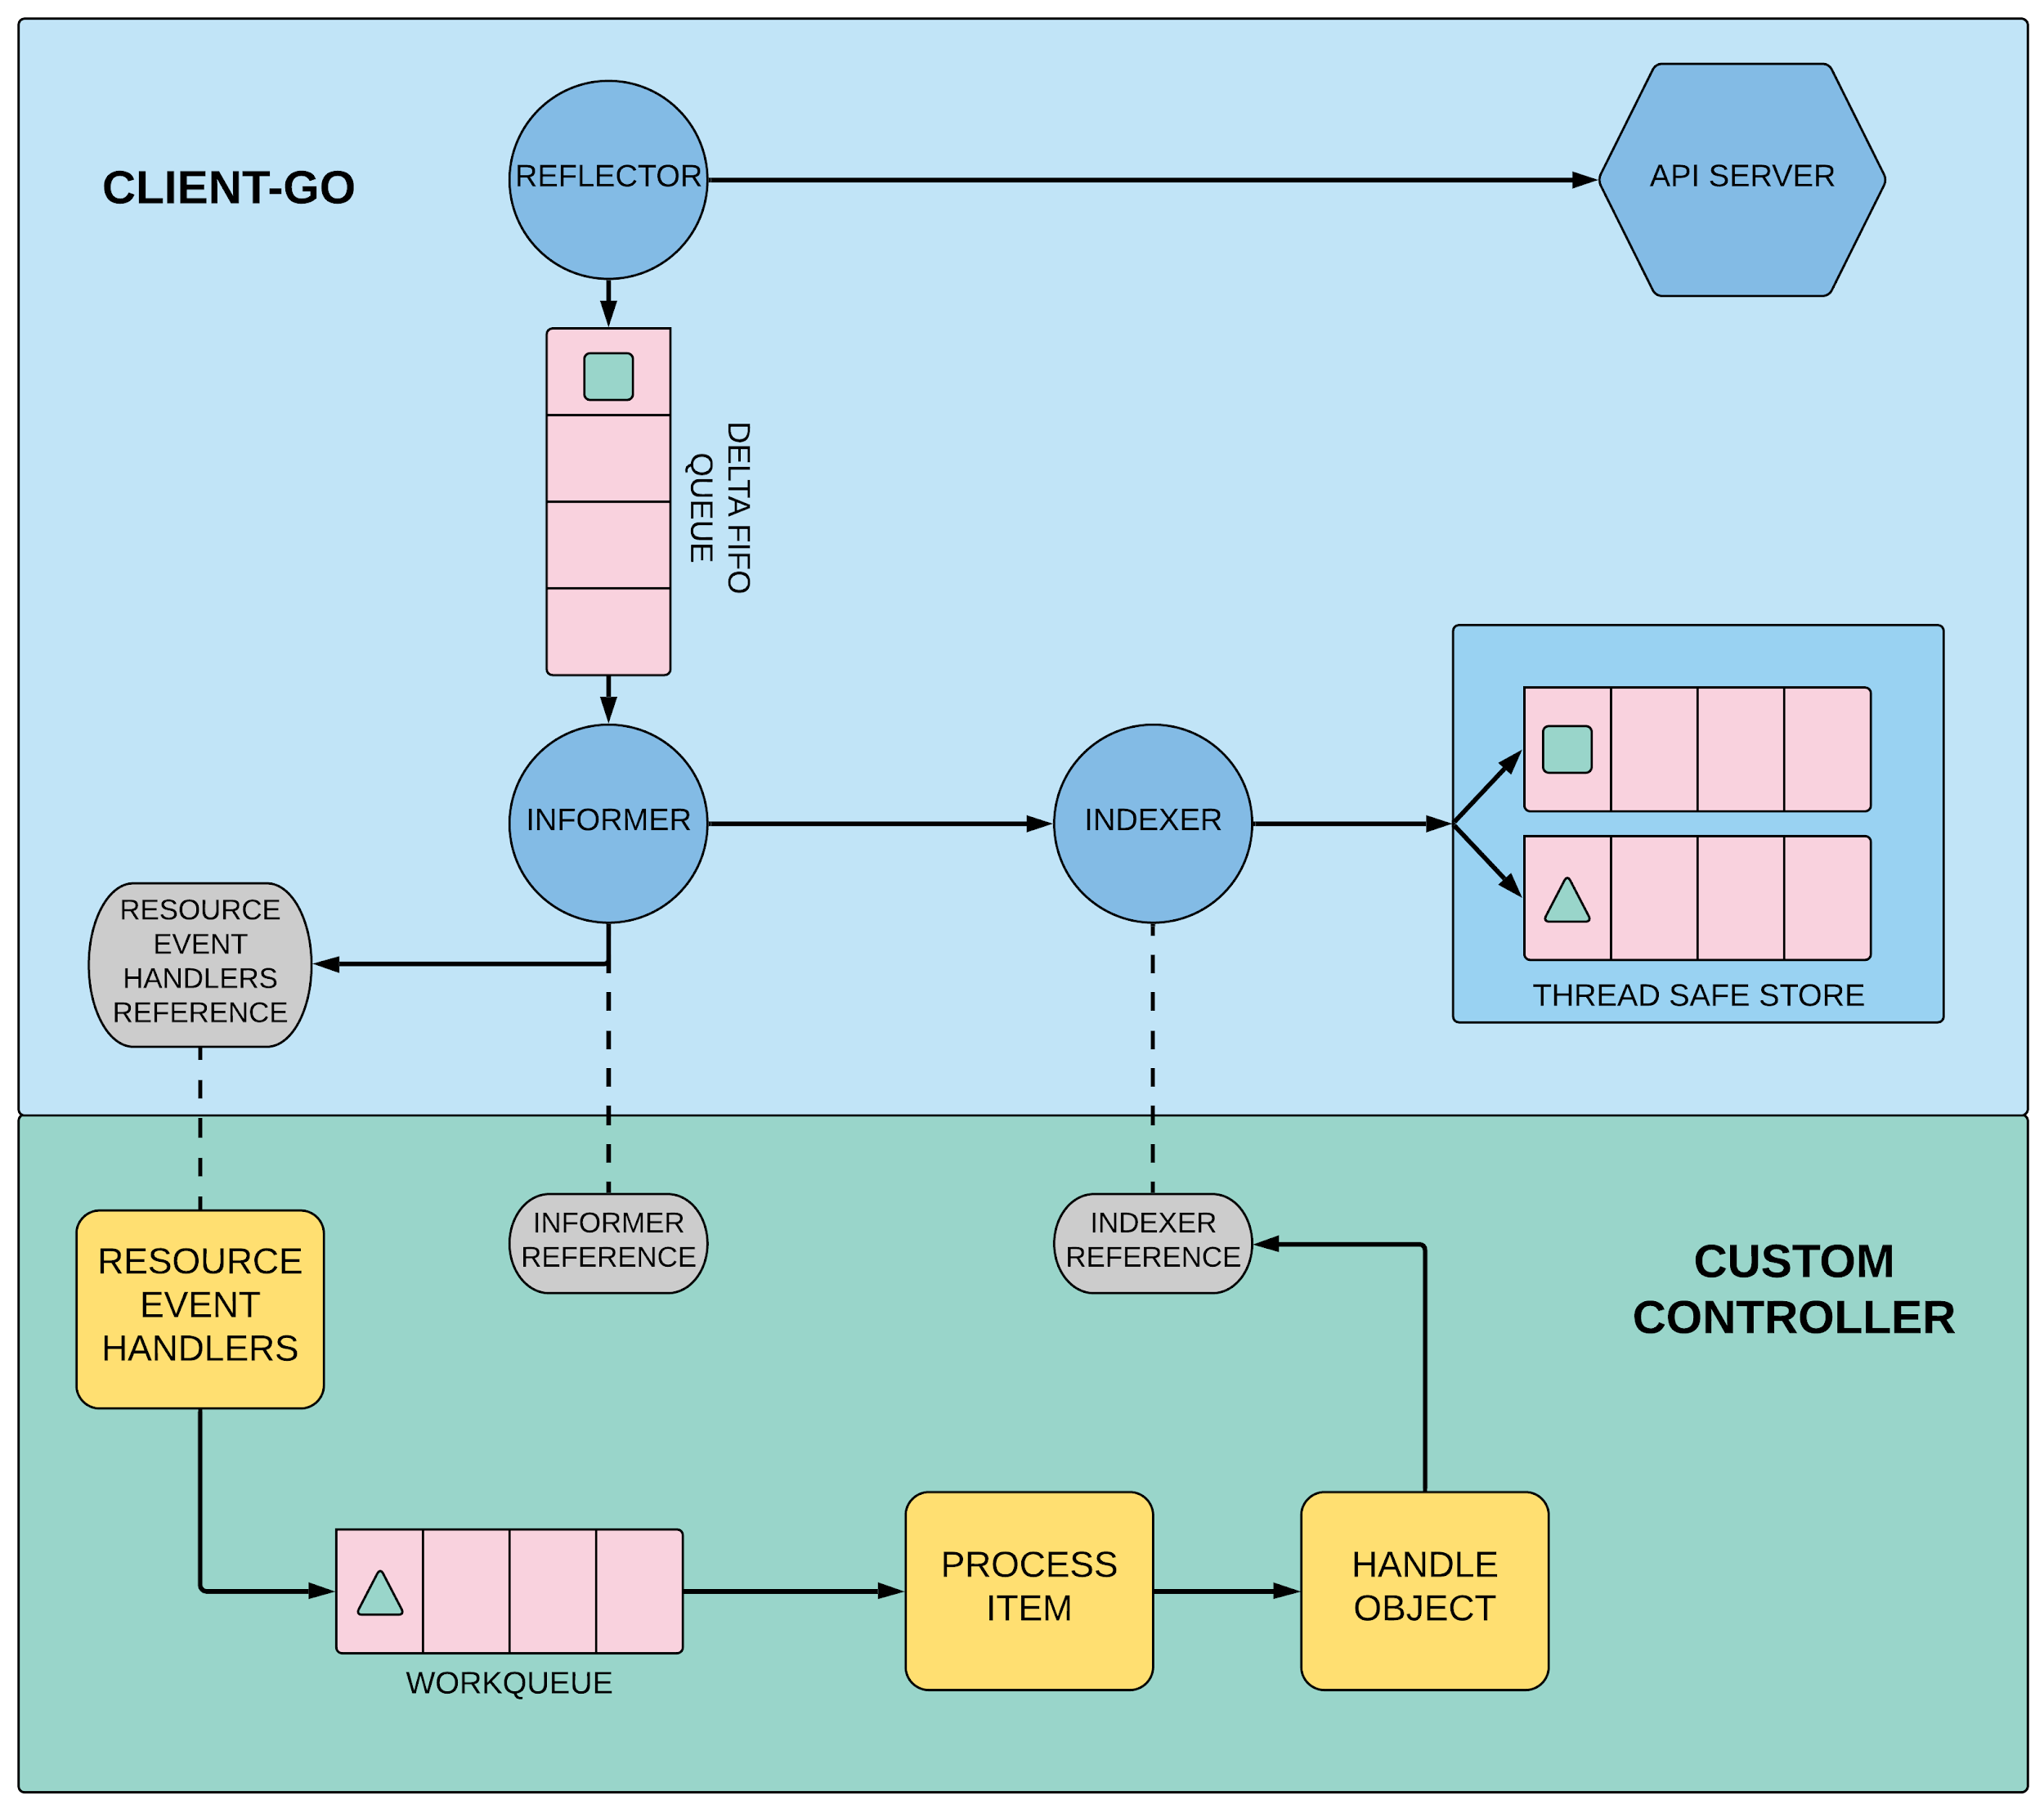 CLIENT-GO
REFLECTOR
API SERVER
DELTA FIFO
QUEUE
INFORMER
INDEXER
THREAD SAFE STORE
RESOURCE
EVENT
HANDLERS
REFERENCE
RESOURCE
EVENT
HANDLERS
INFORMER
REFERENCE
INDEXER
REFERENCE
CUSTOM
CONTROLLER
WORKQUEUE
PROCESS
ITEM
HANDLE
OBJECT